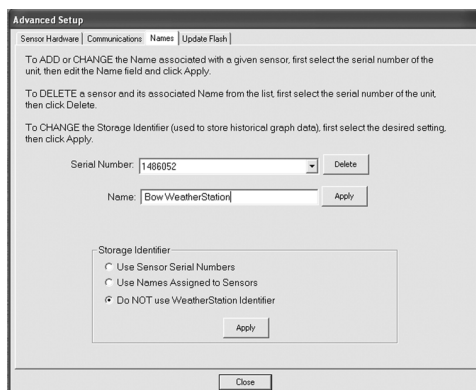 Advanced Setup
Sensor Hardware Communications Names Update Flash
To ADD or CHANGE the Name associated with a given sensor, first select the serial number of the
unit, then edit the Name field and click Apply.
To DELETE a sensor and its associated Name from the list, first select the serial number of the unit,
then click Delete.
To CHANGE the Storage Identifier (used to store historical graph data), first select the desired setting,
then click Apply.
Serial Number: 1486052 Delete
Name: Bow WeatherStation Apply
Storage Identifier
Use Sensor Serial Numbers
Use Names Assigned to Sensors
Do NOT use WeatherStation Identifier
Apply
Close